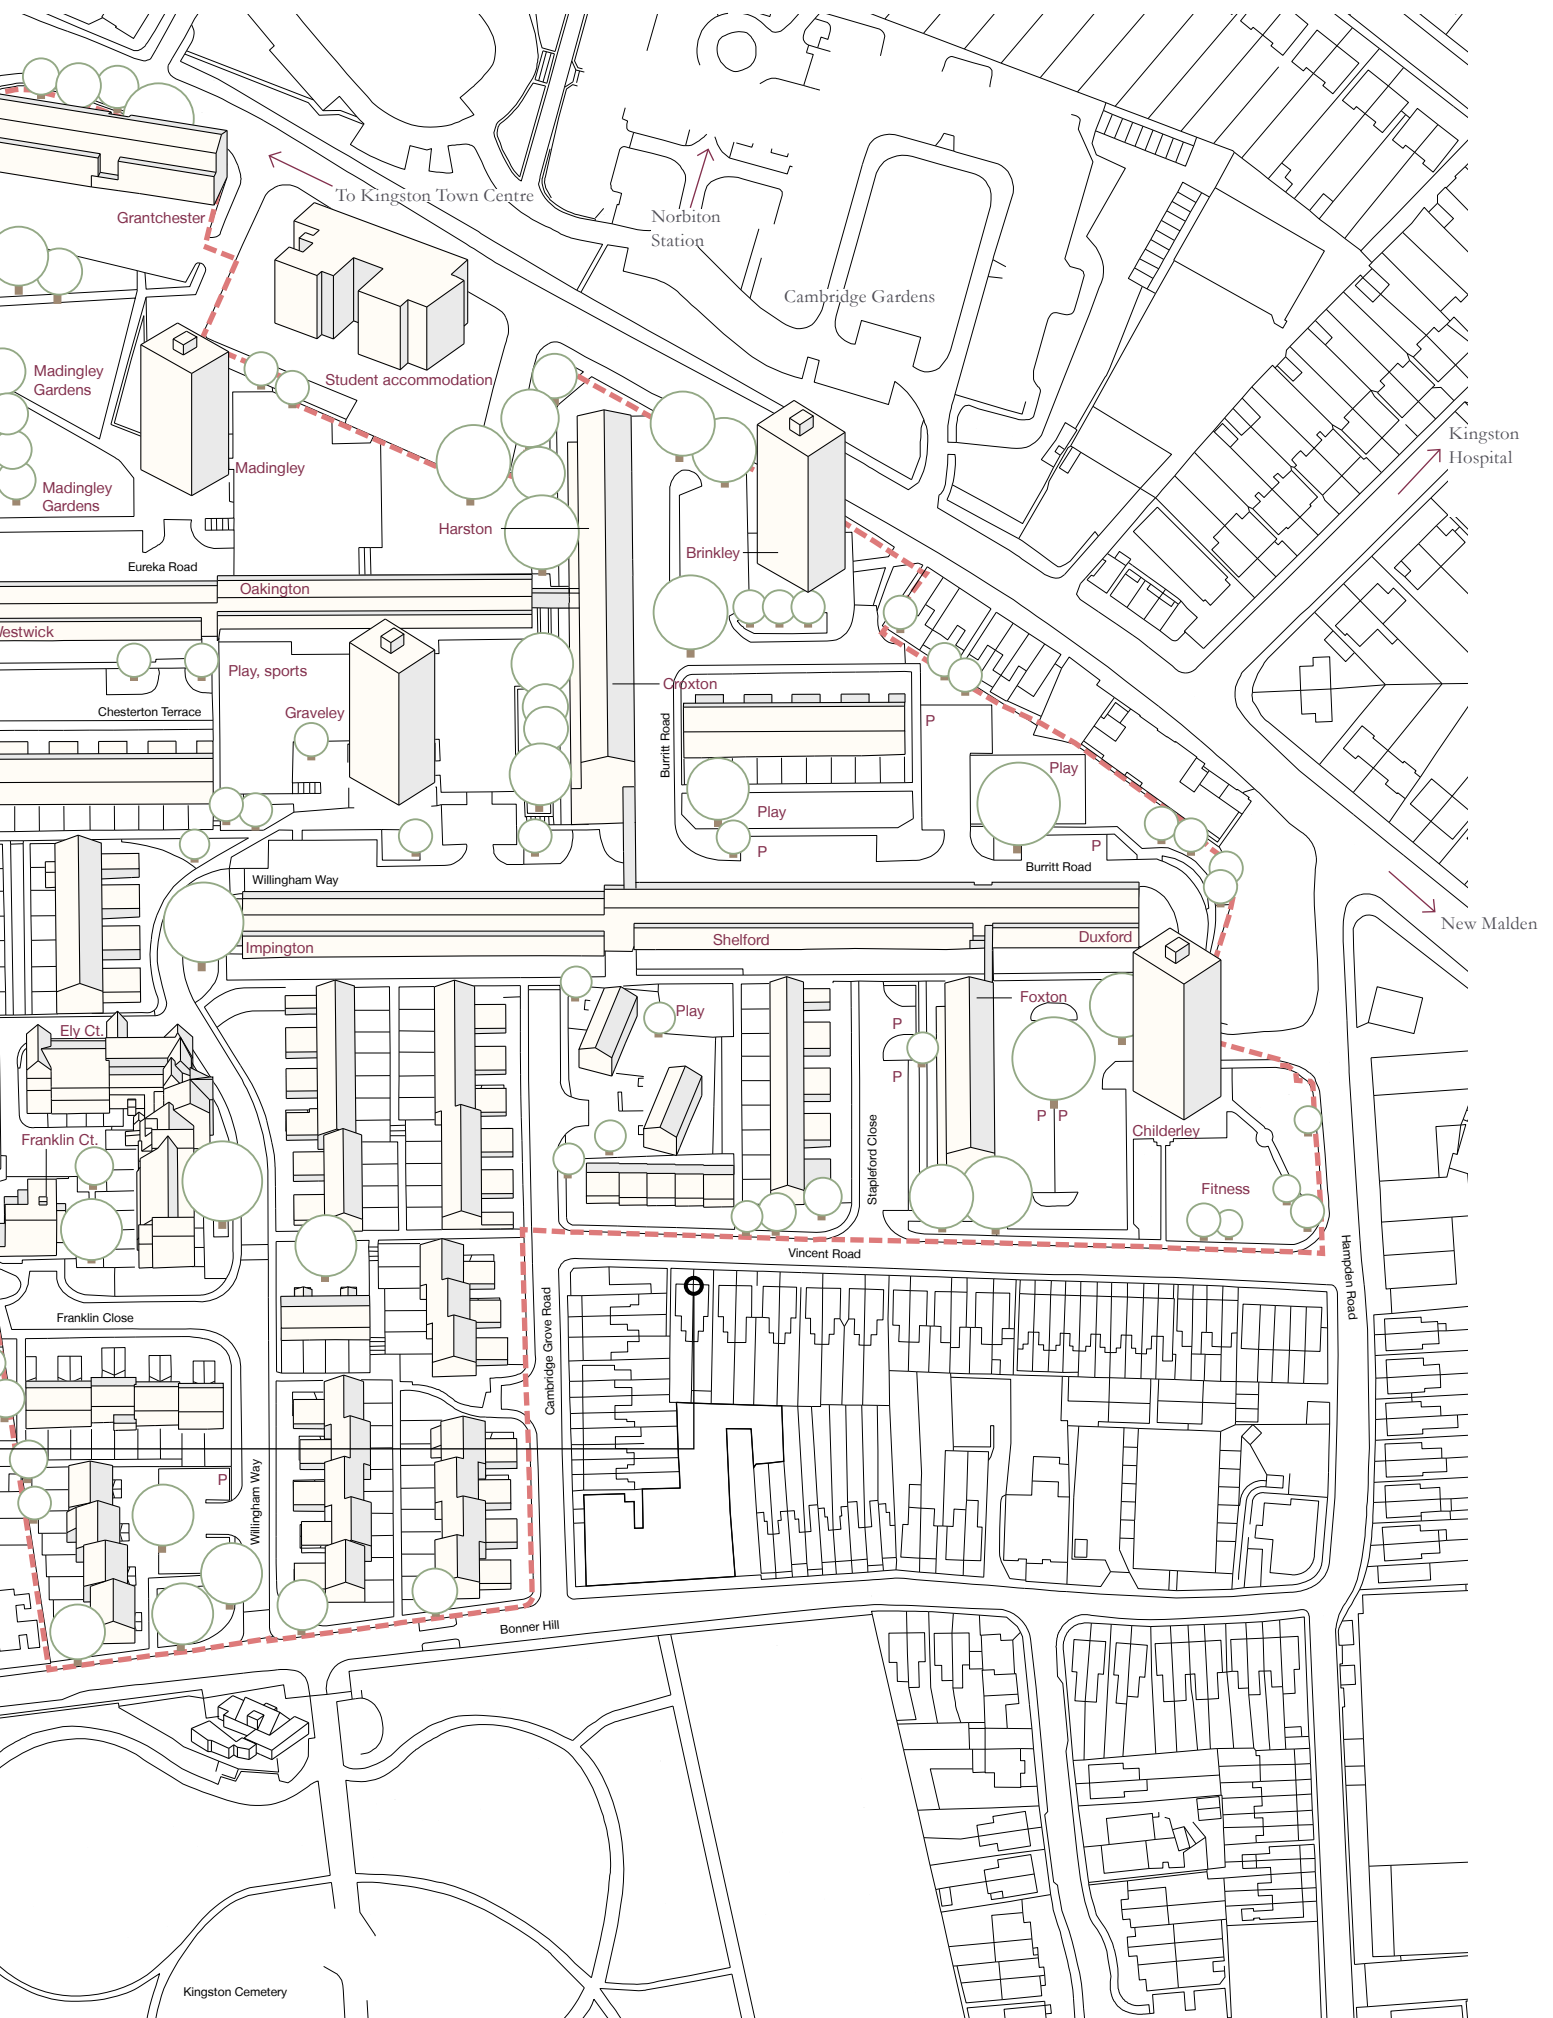 To Kingston Town Centre
Grantchester
Norbiton
Station
Cambridge Gardens
Madingley
Gardens
Student accommodation
Kingston
Hospital
Madingley
Madingley
Gardens
Harston
Brinkley
Eureka Road
Oakington
Westwick
Play, sports
Croxton
Chesterton Terrace
Graveley
Burritt Road
P
Play
Play
P
P
Burritt Road
Willingham Way
New Malden
Impington
Shelford
Duxford
Foxton
Play
P
Ely Ct.
P
P P
Franklin Ct.
Childerley
Stapleford Close
Fitness
Vincent Road
Hampden Road
Franklin Close
Cambridge Grove Road
P
Willingham Way
Bonner Hill
Kingston Cemetery